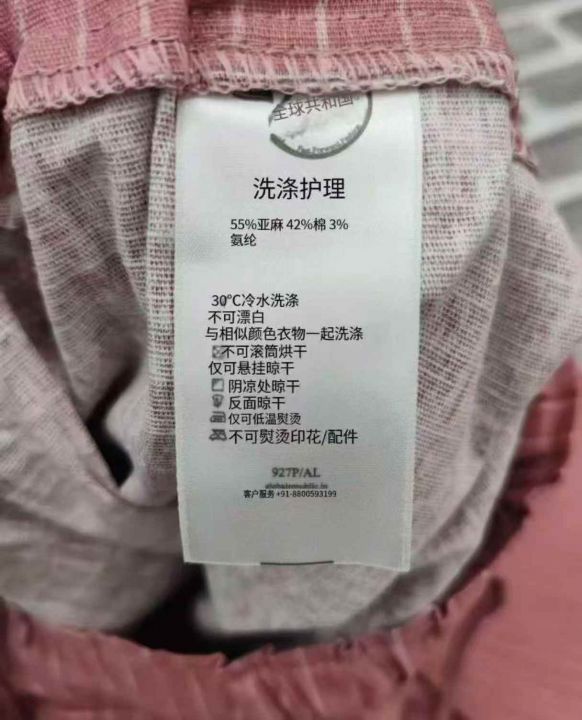 全球共和国
洗涤护理
55%亚麻 42%棉 3%
氨纶
30℃冷水洗涤
不可漂白
与相似颜色衣物一起洗涤
不可滚筒烘干
仅可悬挂晾干
阴凉处晾干
反面晾干
仅可低温熨烫
不可熨烫印花/配件
927P/AL
客户服务 +91-8800593199